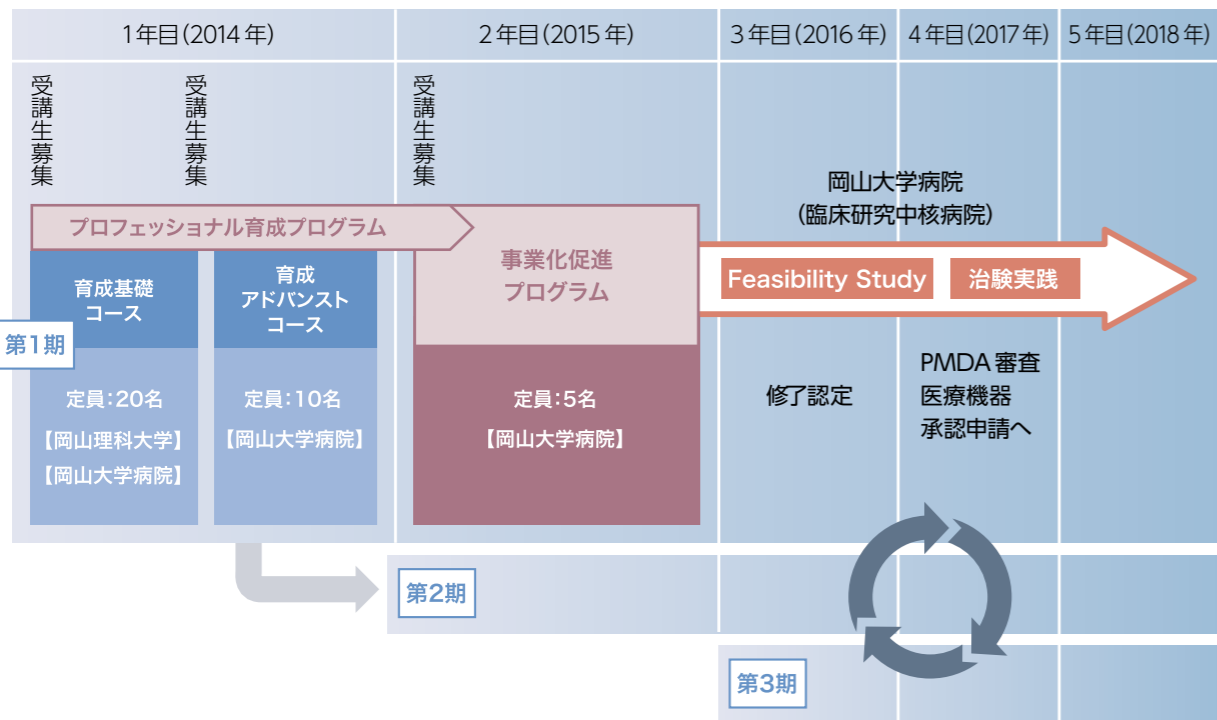 1年目(2014年)
2年目(2015年)
3年目(2016年)
4年目(2017年)
5年目(2018年)
受講生募集
受講生募集
受講生募集
岡山大学病院
(臨床研究中核病院)
プロフェッショナル育成プログラム
事業化促進
プログラム
Feasibility Study
治験実践
育成基礎
コース
育成
アドバンスト
コース
第1期
定員:20名
【岡山理科大学】
【岡山大学病院】
定員:10名
【岡山大学病院】
定員:5名
【岡山大学病院】
修了認定
PMDA審査
医療機器
承認申請へ
第2期
第3期